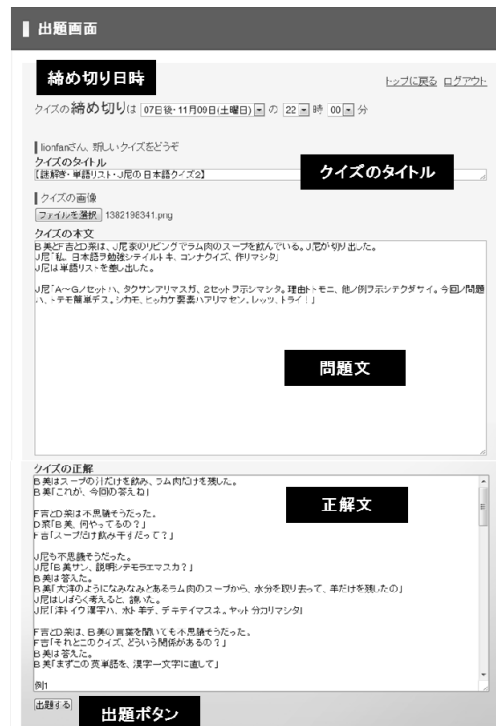 出題画面
締め切り日時
トップに戻る ログアウト
クイズの締め切りは 07日後・11月09日(土曜日) の 22 時 00 分
lionfanさん、新しいクイズをどうぞ
クイズのタイトル
クイズのタイトル
【謎解き・単語リスト・J尼の日本語クイズ2】
クイズの画像
ファイルを選択 1382198341.png
クイズの本文
B美とF吉とD菜は、J尼家のリビングでラム肉のスープを飲んでいる。J尼が切り出した。
J尼「私、日本語ヲ勉強シテイルトキ、コンナクイズ、作リマシタ」
J尼は単語リストを差し出した。
J尼「A～Gノセットハ、タクサンアリマスガ、2セットヲ示シマシタ。理由トトモニ、他ノ例ヲ示シテクダサイ。今回ノ問題
ハ、トテモ簡単デス。シカモ、ヒッカケ要素ハアリマセン。レッツ、トライ!」
問題文
クイズの正解
B美はスープの汁だけを飲み、ラム肉だけを残した。
B美「これが、今回の答えね」
正解文
F吉とD菜は不思議そうだった。
D菜「B美、何やってるの?」
F吉「スープだけ飲み干すだって?」
J尼も不思議そうだった。
J尼「B美サン、説明シテモラエマスカ?」
B美は答えた。
B美「大洋のようになみなみとあるラム肉のスープから、水分を取り去って、羊だけを残したの」
J尼はしばらく考えると、頷いた。
J尼「洋トイウ漢字ハ、水ト羊デ、デキテイマスネ。ヤット分カリマシタ」
F吉とD菜は、B美の言葉を聞いても不思議そうだった。
F吉「それとこのクイズ、どういう関係があるの?」
B美は答えた。
B美「まずこの英単語を、漢字一文字に直して」
例1
出題する
出題ボタン